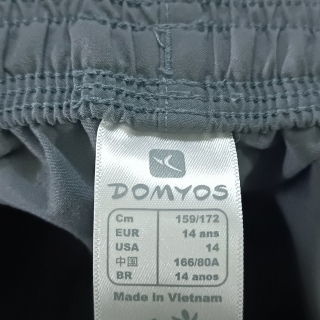 DOMYOS
Cm 159/172
EUR 14 ans
USA 14
中国 166/80A
BR 14 anos
Made In Vietnam